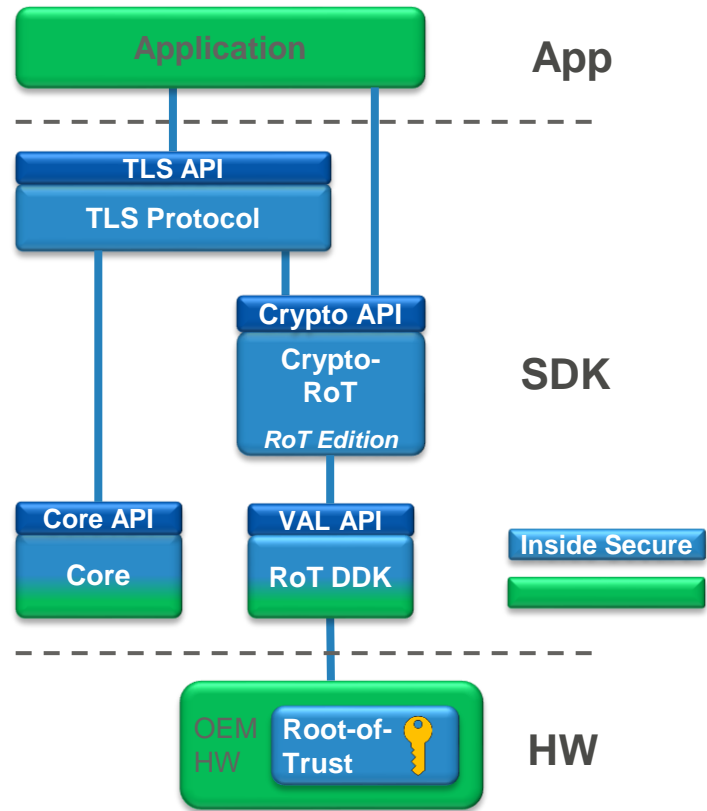 Application
App
TLS API
TLS Protocol
Crypto API
Crypto-
RoT
RoT Edition
SDK
Core API
Core
VAL API
RoT DDK
Inside Secure
OEM
HW
Root-of-
Trust
HW